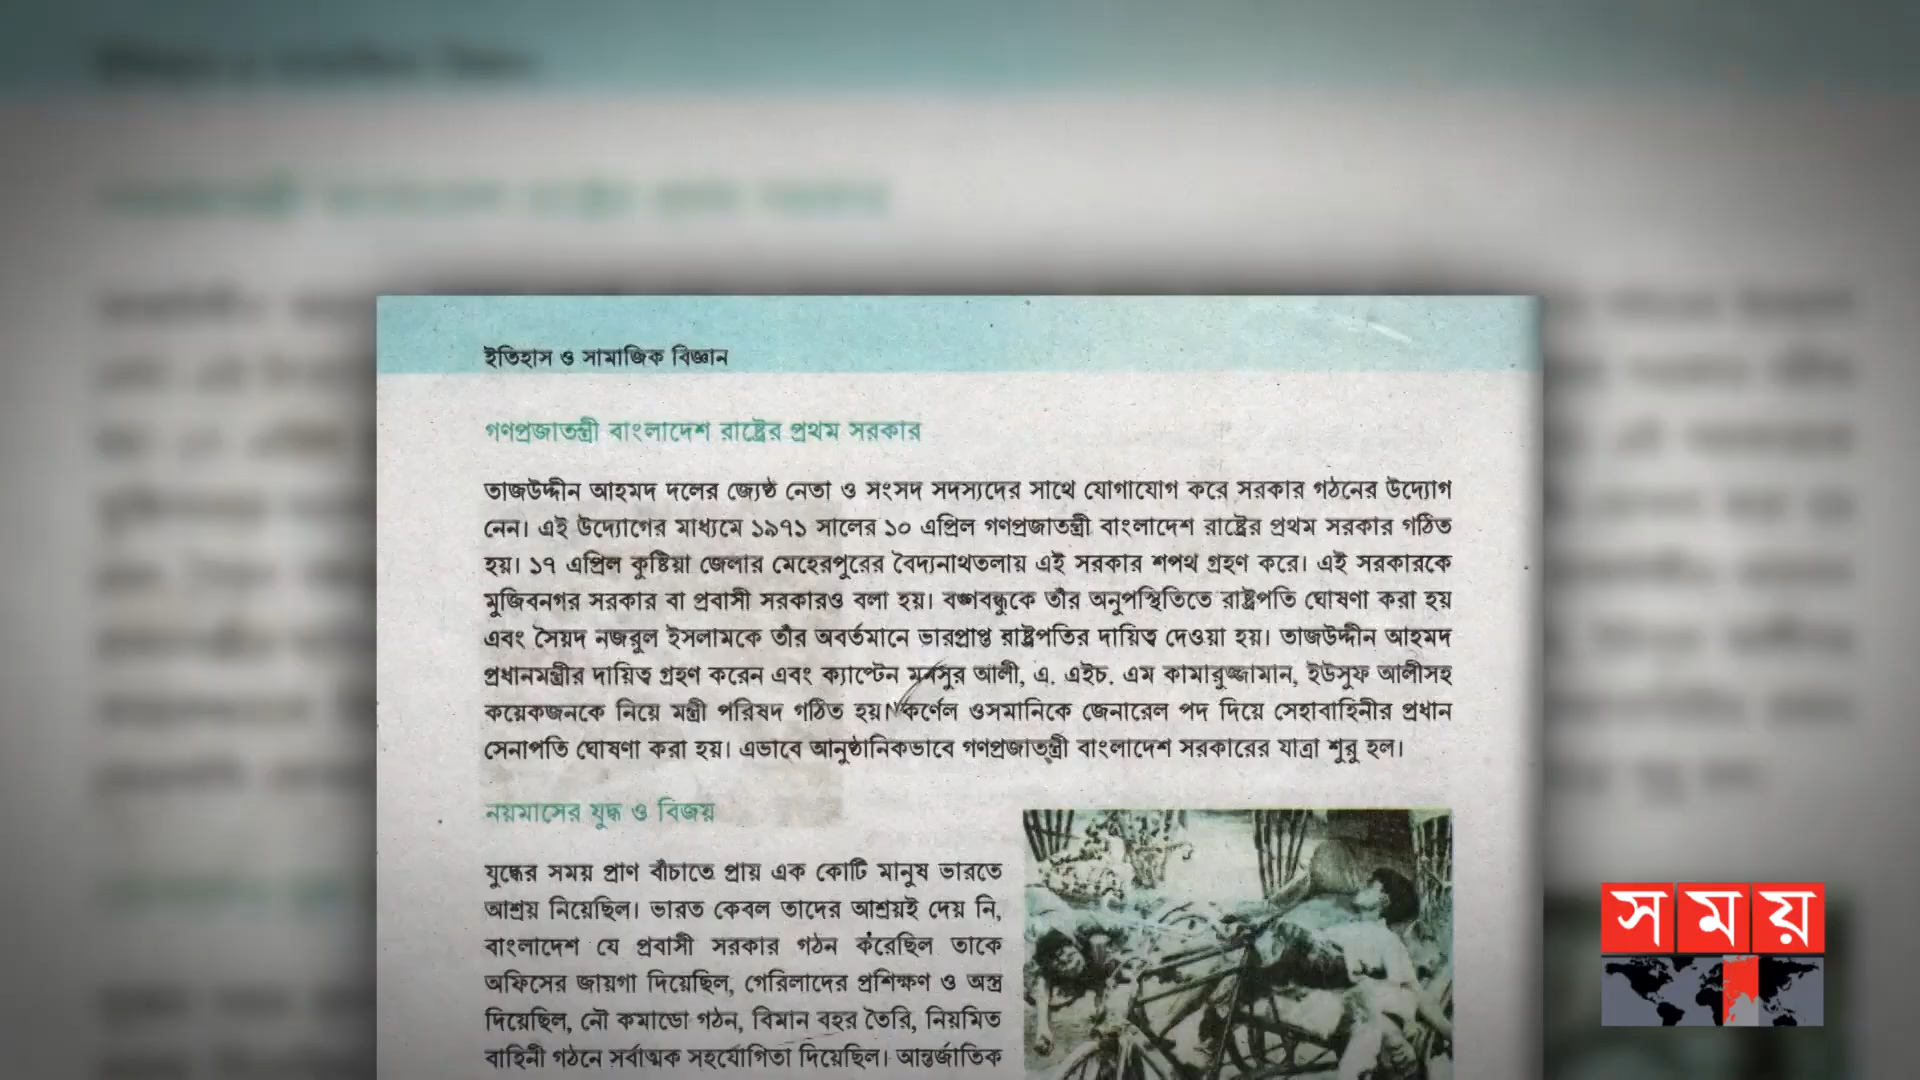 ইতিহাস ও সামাজিক বিজ্ঞান
গণপ্রজাতন্ত্রী বাংলাদেশ রাষ্ট্রের প্রথম সরকার
তাজউদ্দীন আহমদ দলের জ্যেষ্ঠ নেতা ও সংসদ সদস্যদের সাথে যোগাযোগ করে সরকার গঠনের উদ্যোগ
নেন। এই উদ্যোগের মাধ্যমে ১৯৭১ সালের ১০ এপ্রিল গণপ্রজাতন্ত্রী বাংলাদেশ রাষ্ট্রের প্রথম সরকার গঠিত
হয়। ১৭ এপ্রিল কুষ্টিয়া জেলার মেহেরপুরের বৈদ্যনাথতলায় এই সরকার শপথ গ্রহণ করে। এই সরকারকে
মুজিবনগর সরকার বা প্রবাসী সরকারও বলা হয়। বঙ্গবন্ধুকে তাঁর অনুপস্থিতিতে রাষ্ট্রপতি ঘোষণা করা হয়
এবং সৈয়দ নজরুল ইসলামকে তাঁর অবর্তমানে ভারপ্রাপ্ত রাষ্ট্রপতির দায়িত্ব দেওয়া হয়। তাজউদ্দীন আহমদ
প্রধানমন্ত্রীর দায়িত্ব গ্রহণ করেন এবং ক্যাপ্টেন মনসুর আলী, এ. এইচ. এম কামারুজ্জামান, ইউসুফ আলীসহ
কয়েকজনকে নিয়ে মন্ত্রী পরিষদ গঠিত হয়। কর্ণেল ওসমানিকে জেনারেল পদ দিয়ে সেহাবাহিনীর প্রধান
সেনাপতি ঘোষণা করা হয়। এভাবে আনুষ্ঠানিকভাবে গণপ্রজাতন্ত্রী বাংলাদেশ সরকারের যাত্রা শুরু হল।
নয়মাসের যুদ্ধ ও বিজয়
যুদ্ধের সময় প্রাণ বাঁচাতে প্রায় এক কোটি মানুষ ভারতে
আশ্রয় নিয়েছিল। ভারত কেবল তাদের আশ্রয়ই দেয় নি,
বাংলাদেশ যে প্রবাসী সরকার গঠন করেছিল তাকে
অফিসের জায়গা দিয়েছিল, গেরিলাদের প্রশিক্ষণ ও অস্ত্র
দিয়েছিল, নৌ কমান্ডো গঠন, বিমান বহর তৈরি, নিয়মিত
বাহিনী গঠনে সর্বাত্মক সহযোগিতা দিয়েছিল। আন্তর্জাতিক
সময়